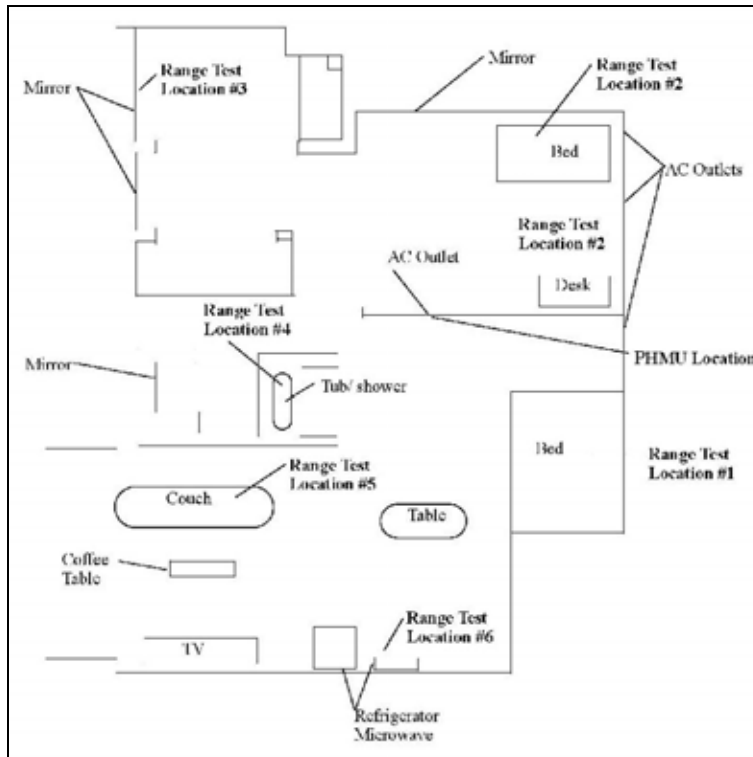 Mirror
Range Test
Location #3
Mirror
Range Test
Location #2
Bed
AC Outlets
Range Test
Location #2
AC Outlet
Desk
Range Test
Location #4
PHMU Location
Mirror
Tub/ shower
Bed
Range Test
Location #1
Range Test
Location #5
Couch
Table
Coffee
Table
Range Test
Location #6
TV
Refrigerator
Microwave